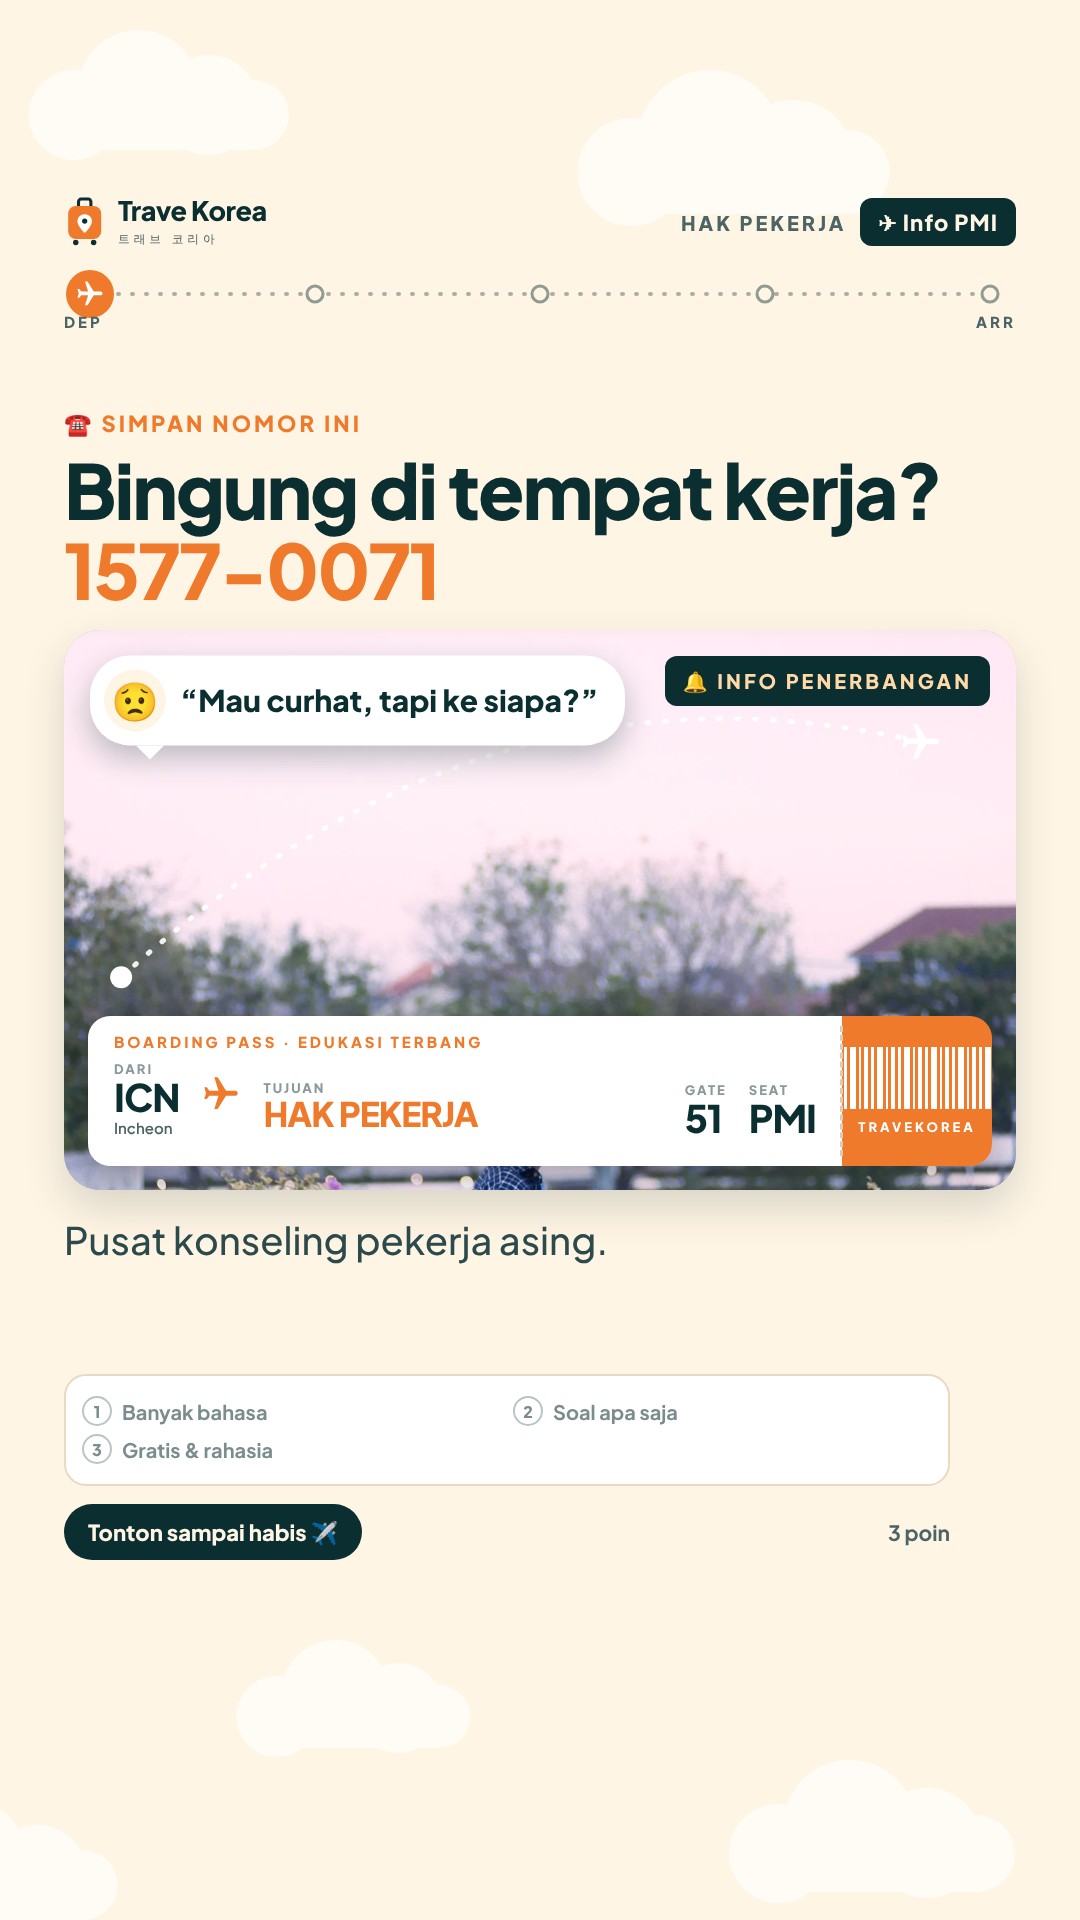 Trave Korea
트래브 코리아
HAK PEKERJA
✈ Info PMI
DEP
ARR
☎️ SIMPAN NOMOR INI
Bingung di tempat kerja?
1577-0071
😟 “Mau curhat, tapi ke siapa?”
🔔 INFO PENERBANGAN
BOARDING PASS · EDUKASI TERBANG
DARI
ICN
Incheon
TUJUAN
HAK PEKERJA
GATE
51
SEAT
PMI
TRAVEKOREA
Pusat konseling pekerja asing.
1 Banyak bahasa
2 Soal apa saja
3 Gratis & rahasia
Tonton sampai habis ✈️
3 poin